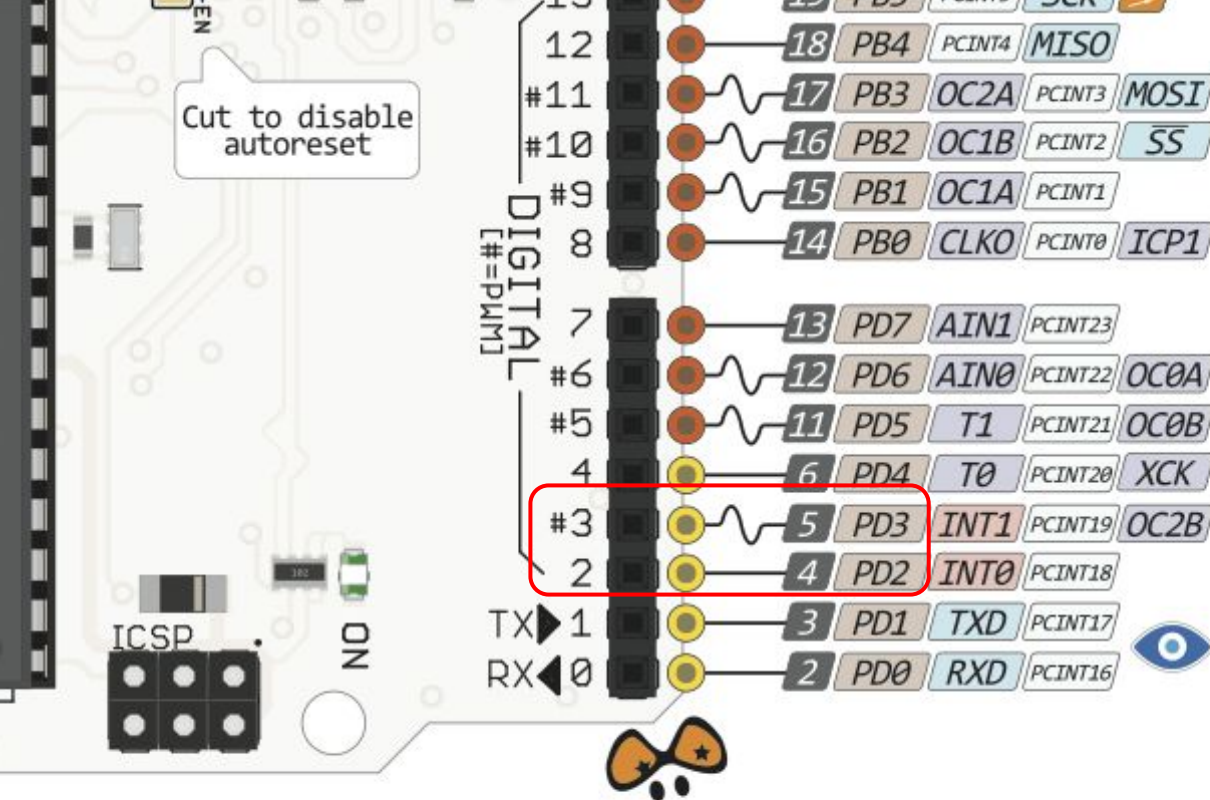 -EN
Cut to disable
autoreset
DIGITAL
[#=PWM]
12 18 PB4 PCINT4 MISO
#11 17 PB3 OC2A PCINT3 MOSI
#10 16 PB2 OC1B PCINT2 SS
#9 15 PB1 OC1A PCINT1
8 14 PB0 CLKO PCINT0 ICP1
7 13 PD7 AIN1 PCINT23
#6 12 PD6 AIN0 PCINT22 OC0A
#5 11 PD5 T1 PCINT21 OC0B
4 6 PD4 T0 PCINT20 XCK
#3 5 PD3 INT1 PCINT19 OC2B
2 4 PD2 INT0 PCINT18
TX 1 3 PD1 TXD PCINT17
RX 0 2 PD0 RXD PCINT16
102
ICSP
ON